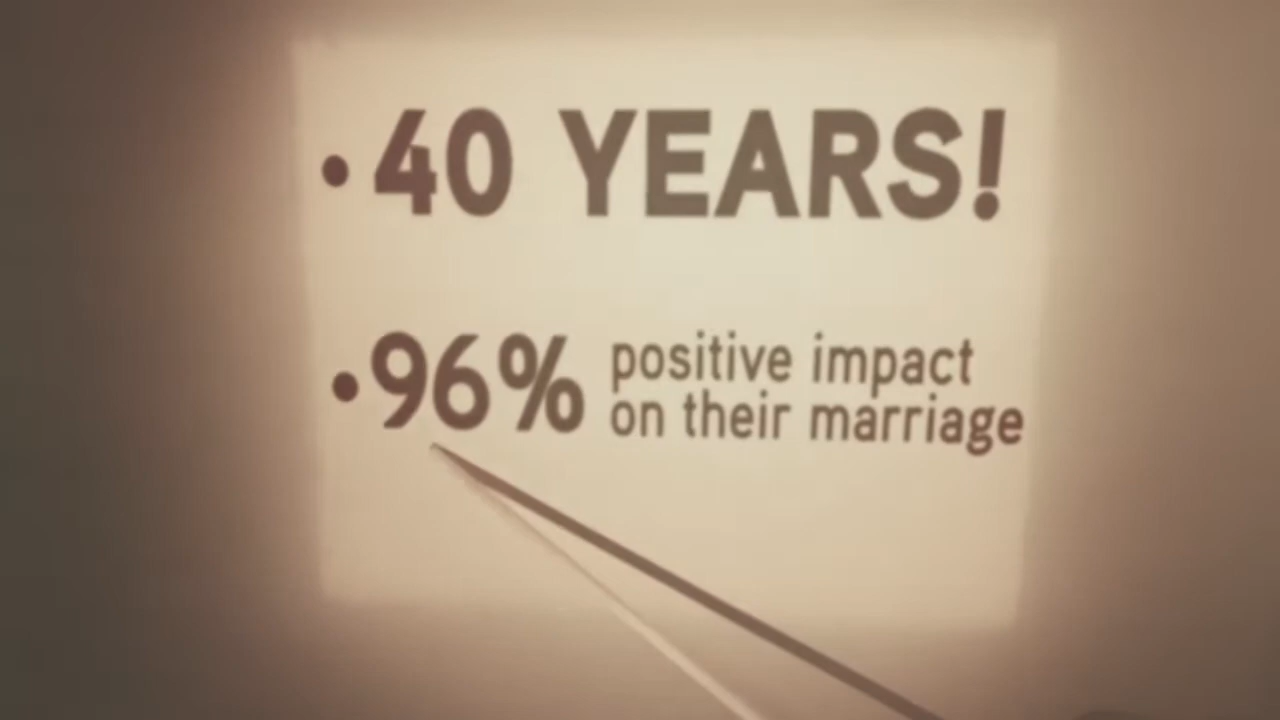 • 40 YEARS!
• 96% positive impact
on their marriage